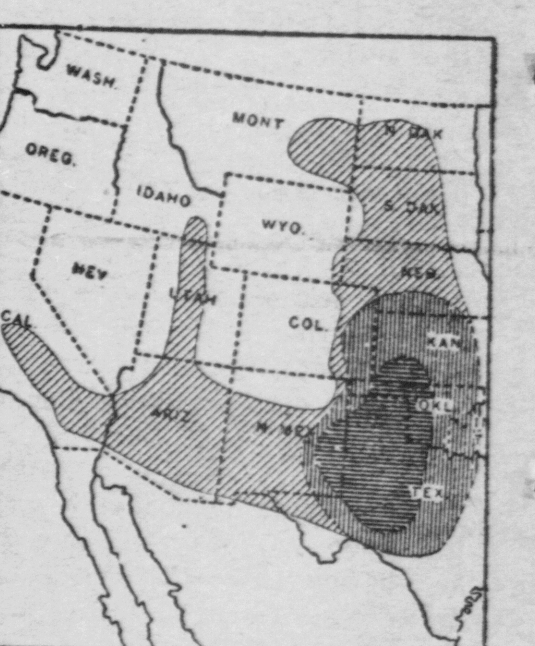 WASH.
MONT
N DAK
OREG.
IDAHO
S. DAK
WYO.
NEV
NEB.
UTAH
CAL.
COL.
KAN
ARIZ
N. MEX
OKL
I T
TEX